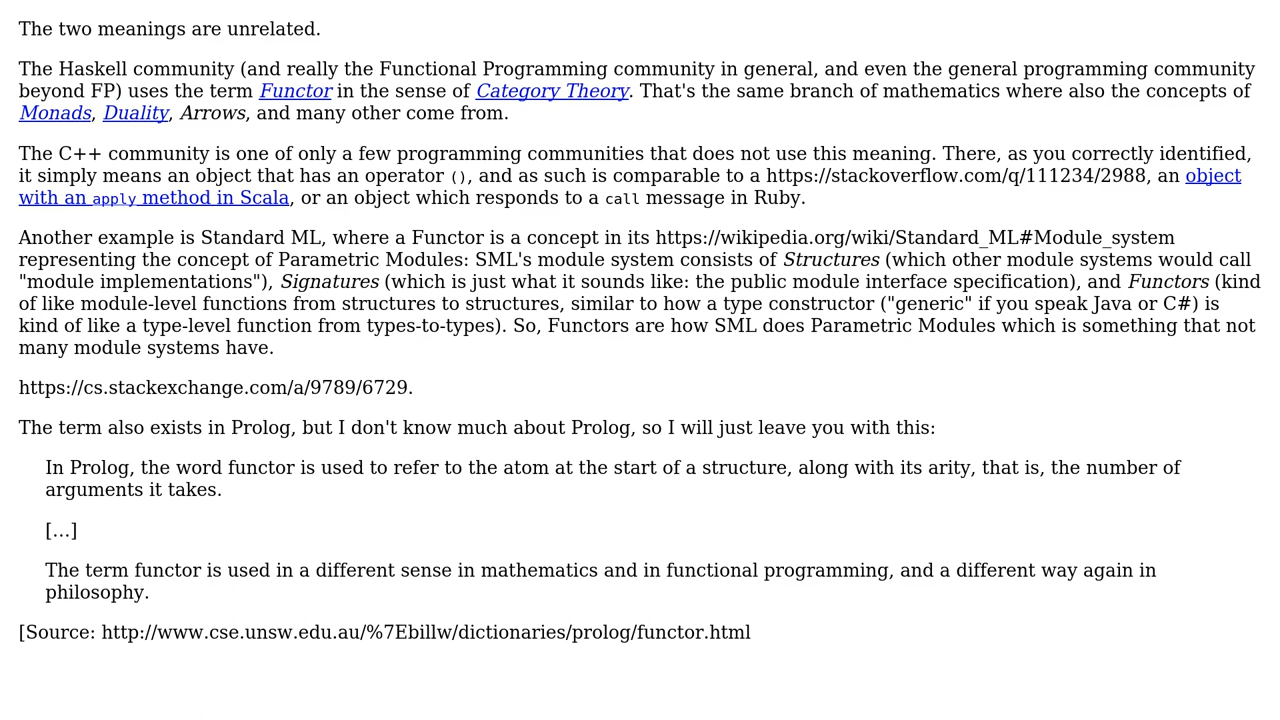 The two meanings are unrelated.
The Haskell community (and really the Functional Programming community in general, and even the general programming community
beyond FP) uses the term Functor in the sense of Category Theory. That's the same branch of mathematics where also the concepts of
Monads, Duality, Arrows, and many other come from.
The C++ community is one of only a few programming communities that does not use this meaning. There, as you correctly identified,
it simply means an object that has an operator (), and as such is comparable to a https://stackoverflow.com/q/111234/2988, an object
with an apply method in Scala, or an object which responds to a call message in Ruby.
Another example is Standard ML, where a Functor is a concept in its https://wikipedia.org/wiki/Standard_ML#Module_system
representing the concept of Parametric Modules: SML's module system consists of Structures (which other module systems would call
"module implementations"), Signatures (which is just what it sounds like: the public module interface specification), and Functors (kind
of like module-level functions from structures to structures, similar to how a type constructor ("generic" if you speak Java or C#) is
kind of like a type-level function from types-to-types). So, Functors are how SML does Parametric Modules which is something that not
many module systems have.
https://cs.stackexchange.com/a/9789/6729.
The term also exists in Prolog, but I don't know much about Prolog, so I will just leave you with this:
In Prolog, the word functor is used to refer to the atom at the start of a structure, along with its arity, that is, the number of
arguments it takes.
[…]
The term functor is used in a different sense in mathematics and in functional programming, and a different way again in
philosophy.
[Source: http://www.cse.unsw.edu.au/%7Ebillw/dictionaries/prolog/functor.html